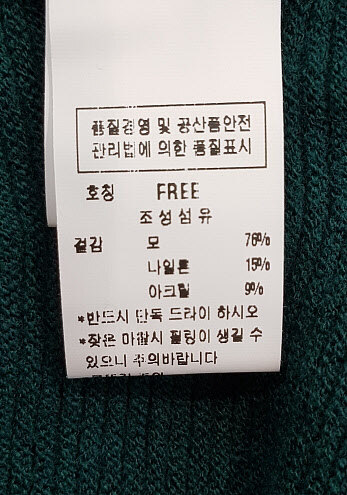 품질경영 및 공산품안전
관리법에 의한 품질표시
호칭 FREE
조성섬유
겉감 모 76%
나일론 15%
아크릴 9%
*반드시 단독 드라이 하시오
*잦은 마찰시 필링이 생길 수
있으니 주의바랍니다